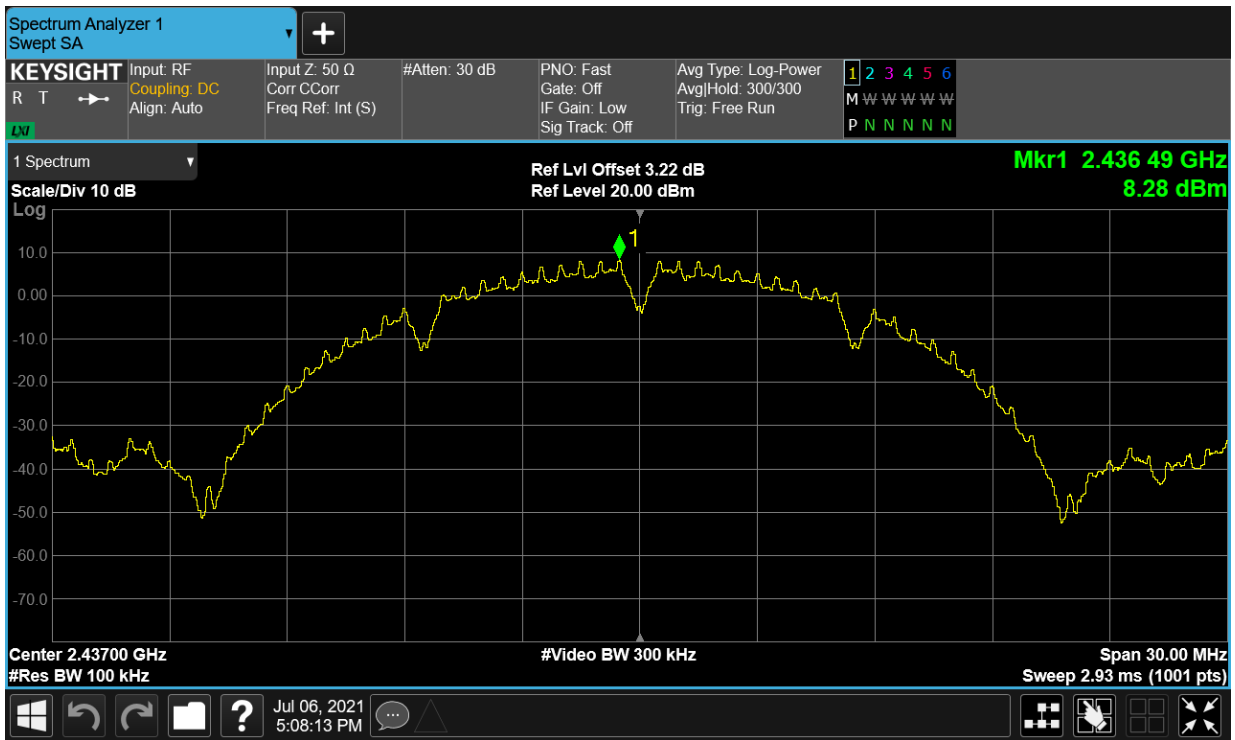 Spectrum Analyzer 1
Swept SA
+
KEYSIGHT
R T
LXI
Input: RF
Coupling: DC
Align: Auto
Input Z: 50 Ω
Corr CCorr
Freq Ref: Int (S)
#Atten: 30 dB
PNO: Fast
Gate: Off
IF Gain: Low
Sig Track: Off
Avg Type: Log-Power
Avg|Hold: 300/300
Trig: Free Run
1 2 3 4 5 6
M W W W W W
P N N N N N
1 Spectrum
Scale/Div 10 dB
Log
Ref Lvl Offset 3.22 dB
Ref Level 20.00 dBm
Mkr1 2.436 49 GHz
8.28 dBm
1
10.0
0.00
-10.0
-20.0
-30.0
-40.0
-50.0
-60.0
-70.0
Center 2.43700 GHz
#Res BW 100 kHz
#Video BW 300 kHz
Span 30.00 MHz
Sweep 2.93 ms (1001 pts)
?
Jul 06, 2021
5:08:13 PM